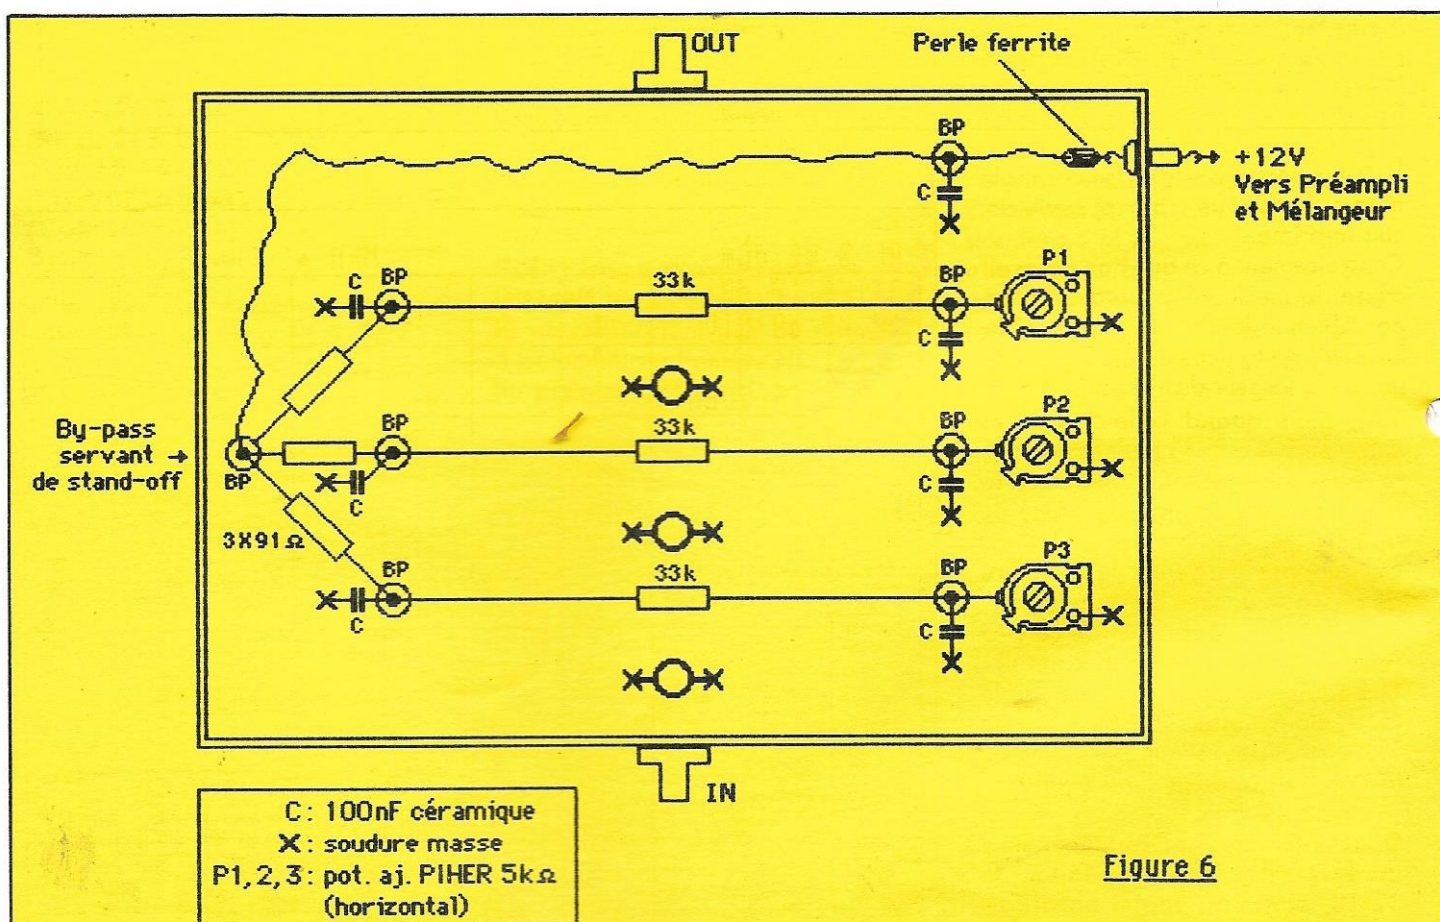 OUT
Perle ferrite
BP
+12V
Vers Préampli
et Mélangeur
C
C
BP
33k
BP
P1
C
By-pass
servant
de stand-off
BP
BP
33k
BP
P2
C
C
3X91Ω
BP
33k
BP
P3
C
C
IN
C: 100nF céramique
X: soudure masse
P1,2,3: pot. aj. PIHER 5kΩ
(horizontal)
Figure 6